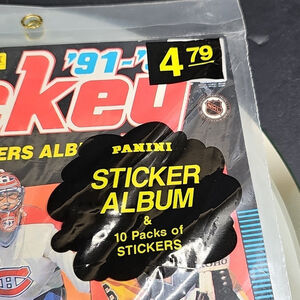 '91-'
4.79
ckey
ERS ALB
PANINI
STICKER
ALBUM
&
10 Packs of
STICKERS